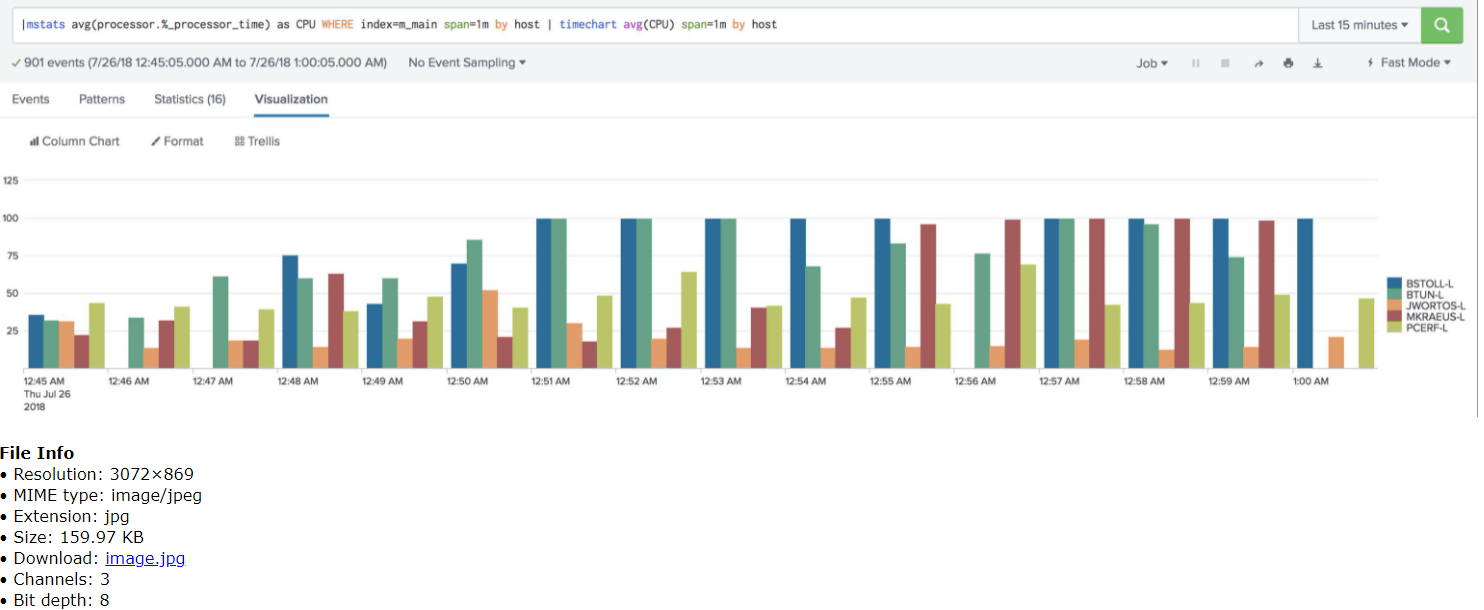 |mstats avg(processor.%_processor_time) as CPU WHERE index=m_main span=1m by host | timechart avg(CPU) span=1m by host
Last 15 minutes
✓ 901 events (7/26/18 12:45:05.000 AM to 7/26/18 1:00:05.000 AM)
No Event Sampling
Job
Fast Mode
Events
Patterns
Statistics (16)
Visualization
Column Chart
Format
Trellis
125
100
75
50
25
BSTOLL-L
BTUN-L
JWORTOS-L
MKRAEUS-L
PCERF-L
12:45 AM
Thu Jul 26
2018
12:46 AM
12:47 AM
12:48 AM
12:49 AM
12:50 AM
12:51 AM
12:52 AM
12:53 AM
12:54 AM
12:55 AM
12:56 AM
12:57 AM
12:58 AM
12:59 AM
1:00 AM
File Info
• Resolution: 3072×869
• MIME type: image/jpeg
• Extension: jpg
• Size: 159.97 KB
• Download: image.jpg
• Channels: 3
• Bit depth: 8